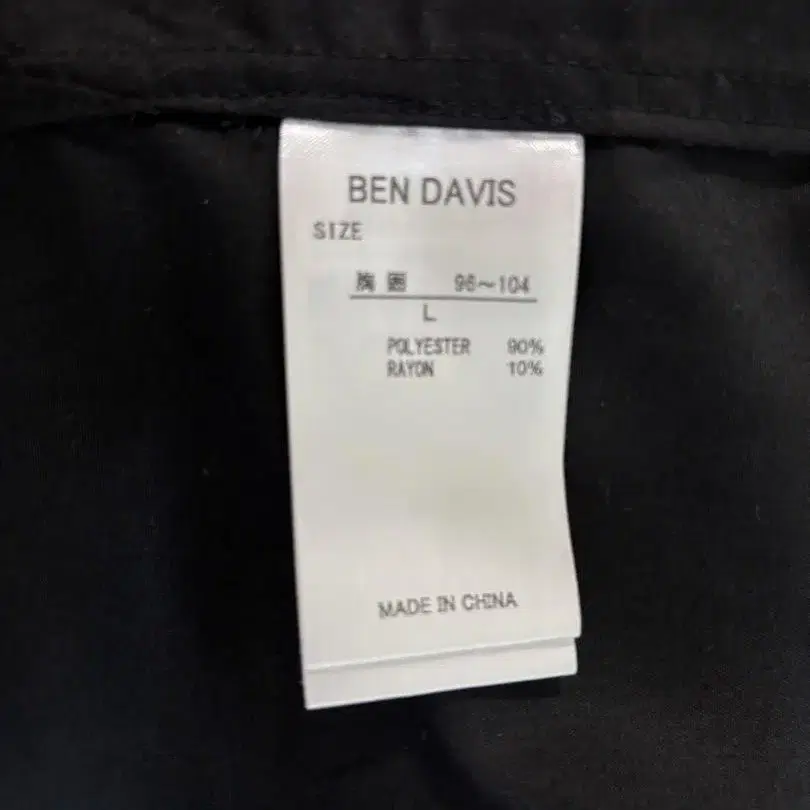 BEN DAVIS
SIZE
胸囲 96～104
L
POLYESTER 90%
RAYON 10%
MADE IN CHINA